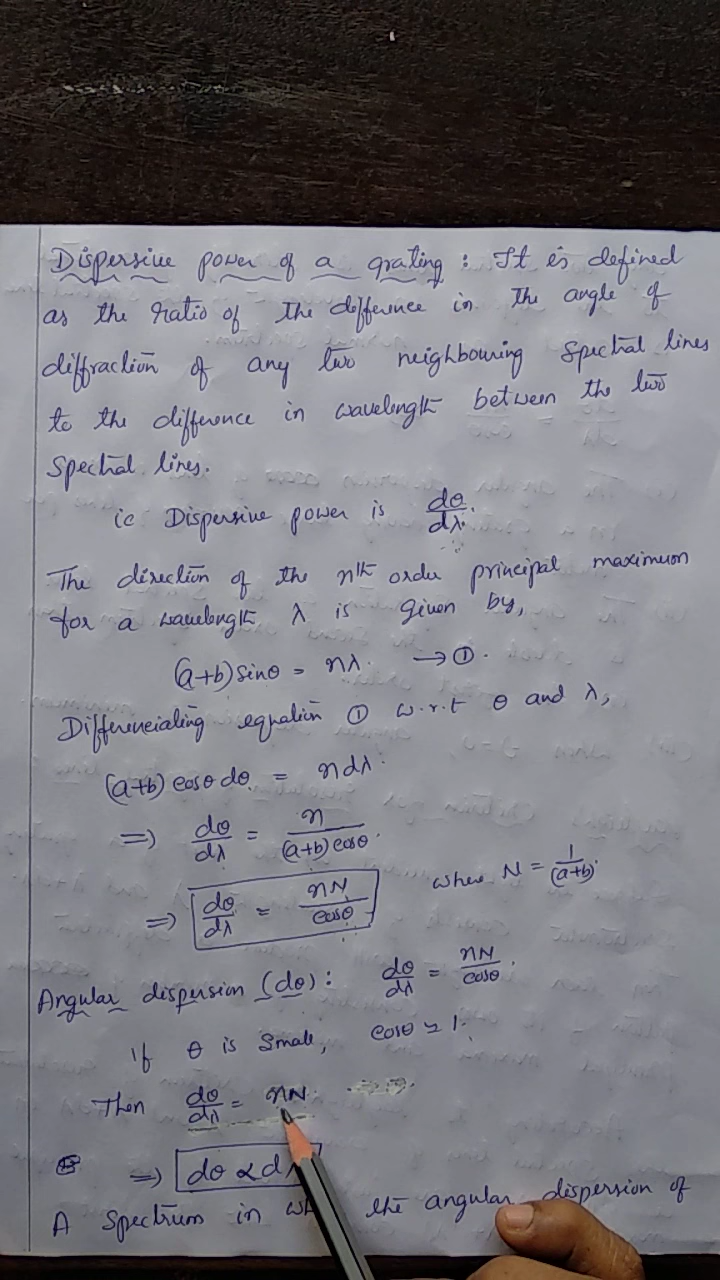 Dispersive power of a grating : It is defined
as the ratio of the difference in the angle of
diffraction of any two neighbouring spectral lines
to the difference in wavelength between the two
spectral lines.
ie Dispersive power is dθ/dλ.
The direction of the nth order principal maximum
for a wavelength λ is given by,
(a+b) sinθ = nλ. → ①.
Differenciating equation ① w.r.t θ and λ,
(a+b) cosθ dθ = n dλ.
⇒ dθ/dλ = n/(a+b) cosθ.
⇒ dθ/dλ = nN/cosθ where N = 1/(a+b).
Angular dispersion (dθ) : dθ/dλ = nN/cosθ.
If θ is small, cosθ ≃ 1.
Then dθ/dλ = nN.
⇒ dθ ∝ d
A spectrum in the angular dispersion of